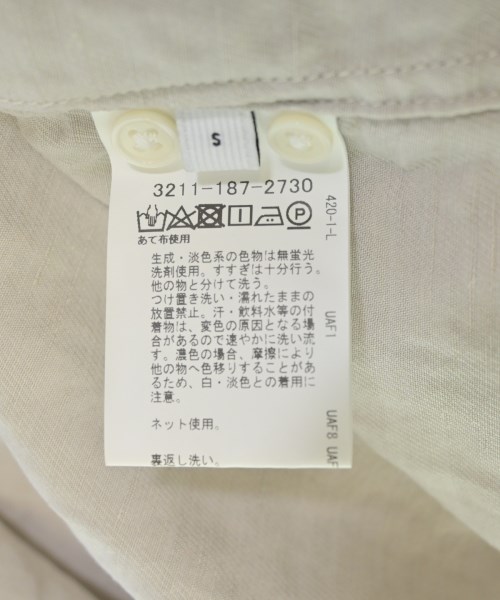 S
3211-187-2730
P
あて布使用
生成・淡色系の色物は無蛍光
洗剤使用。すすぎは十分行う。
他の物と分けて洗う。
つけ置き洗い・濡れたままの
放置禁止。汗・飲料水等の付
着物は、変色の原因となる場
合があるので速やかに洗い流
す。濃色の場合、摩擦により
他の物へ色移りすることがあ
るため、白・淡色との着用に
注意。
ネット使用。
裏返し洗い。
420-1-L
UAF1
UAF8 UAF